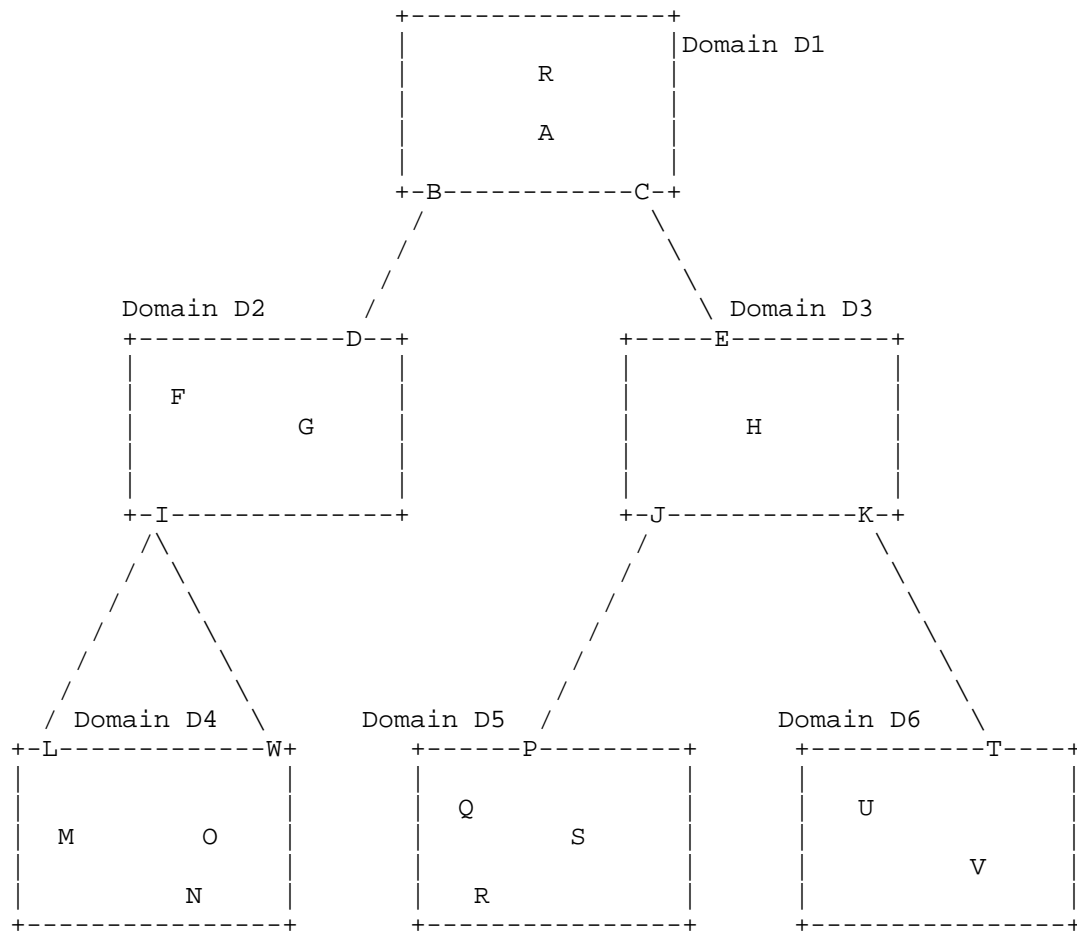 Domain D1
R
A
B C
Domain D2 Domain D3
D E
F
G H
I J K
Domain D4 Domain D5 Domain D6
L W P T
Q U
M O S
V
N R